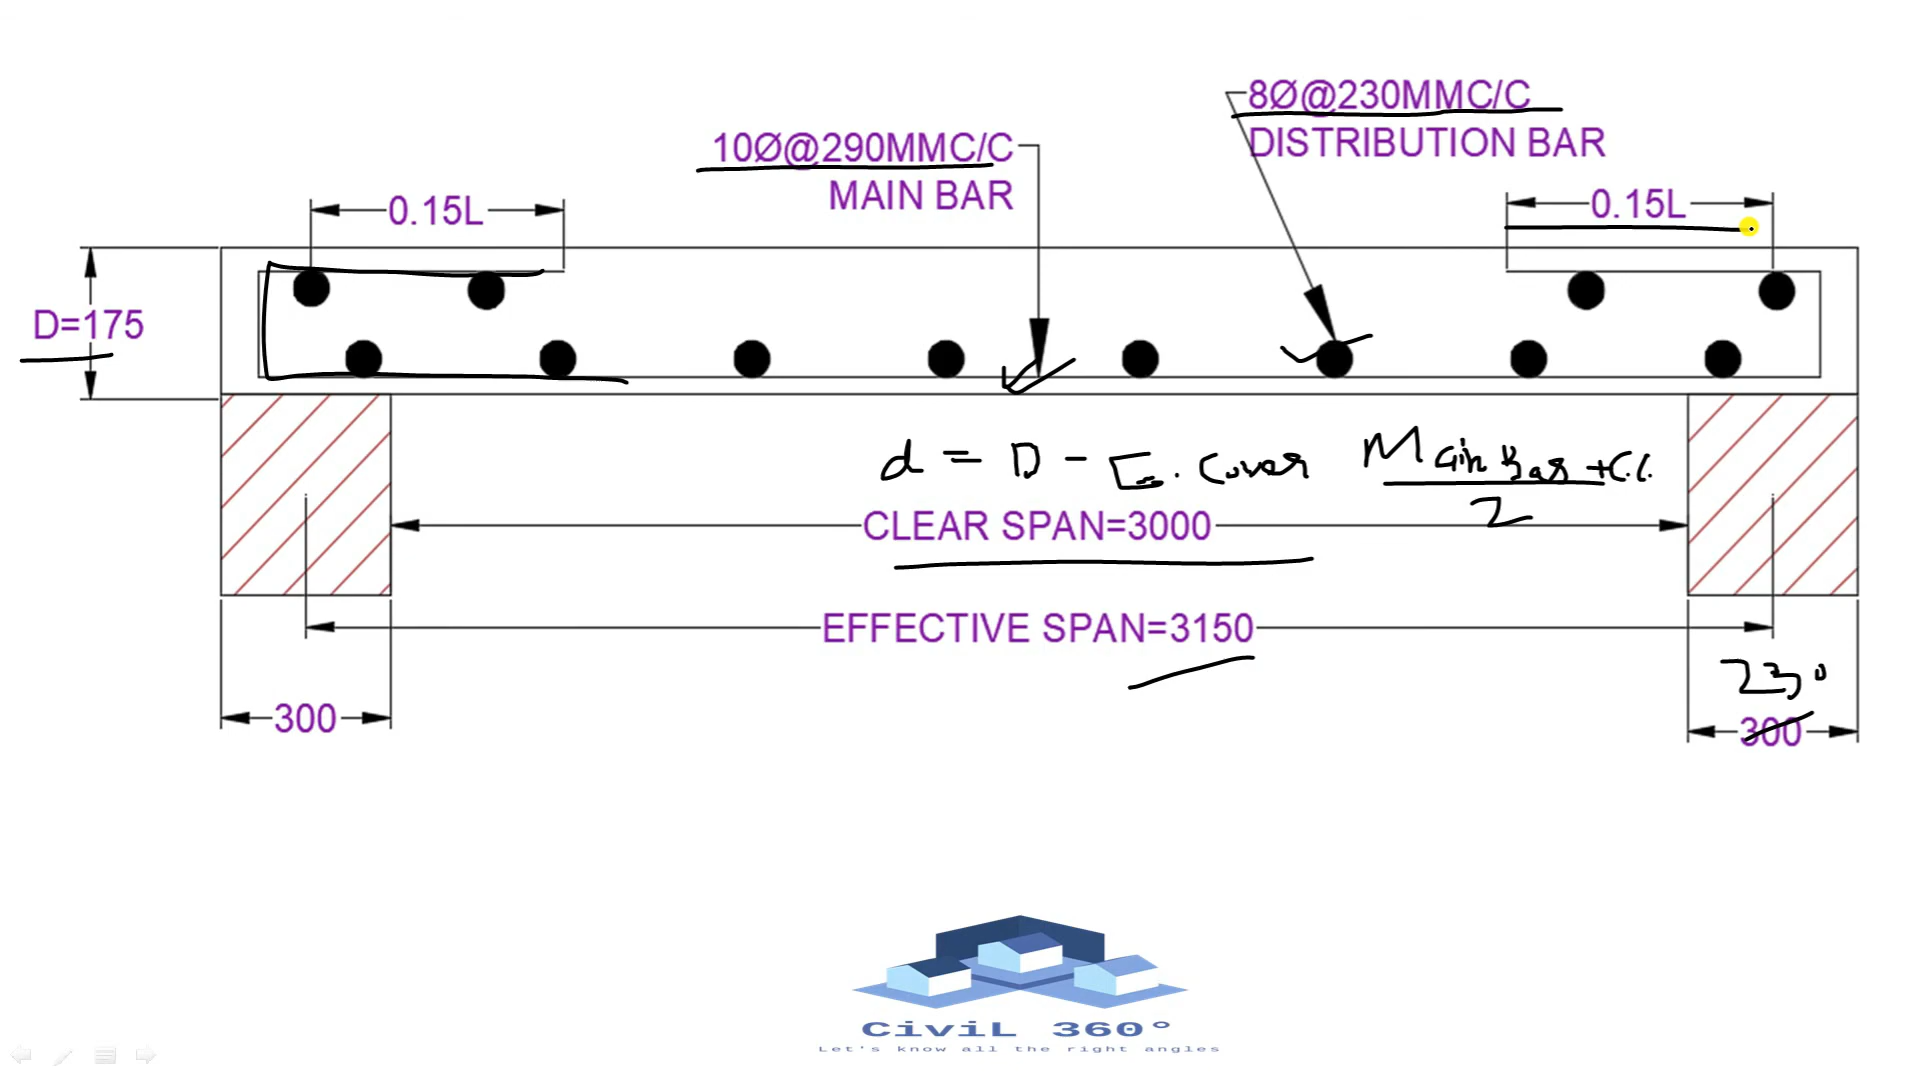 8Ø@230MMC/C
DISTRIBUTION BAR
10Ø@290MMC/C
MAIN BAR
0.15L
0.15L
D=175
d = D - E. Cover Main Bar + C.C.
2
CLEAR SPAN=3000
EFFECTIVE SPAN=3150
230
300
300
CiviL 360°
Let's know all the right angles